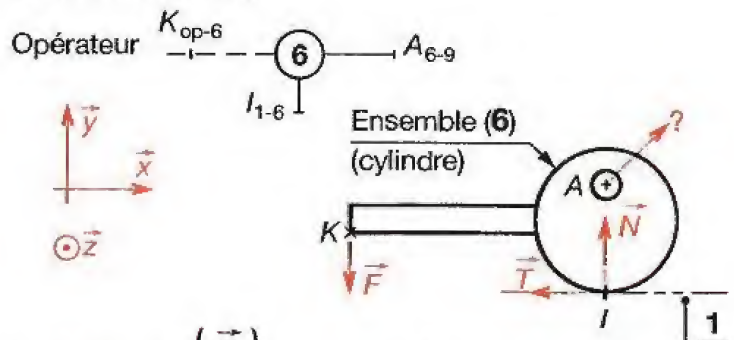 Opérateur K op-6 6 A 6-9
I 1-6
y
x
z
Ensemble (6)
(cylindre)
?
A
N
K
F
T
I
1